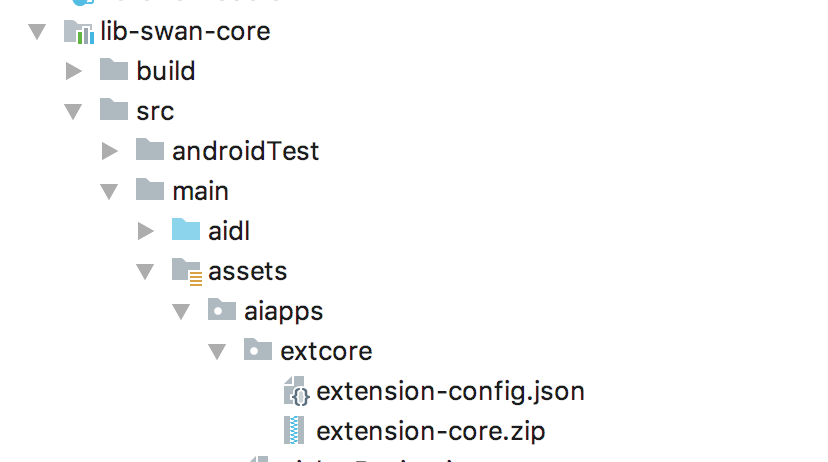 lib-swan-core
build
src
androidTest
main
aidl
assets
aiapps
extcore
extension-config.json
extension-core.zip